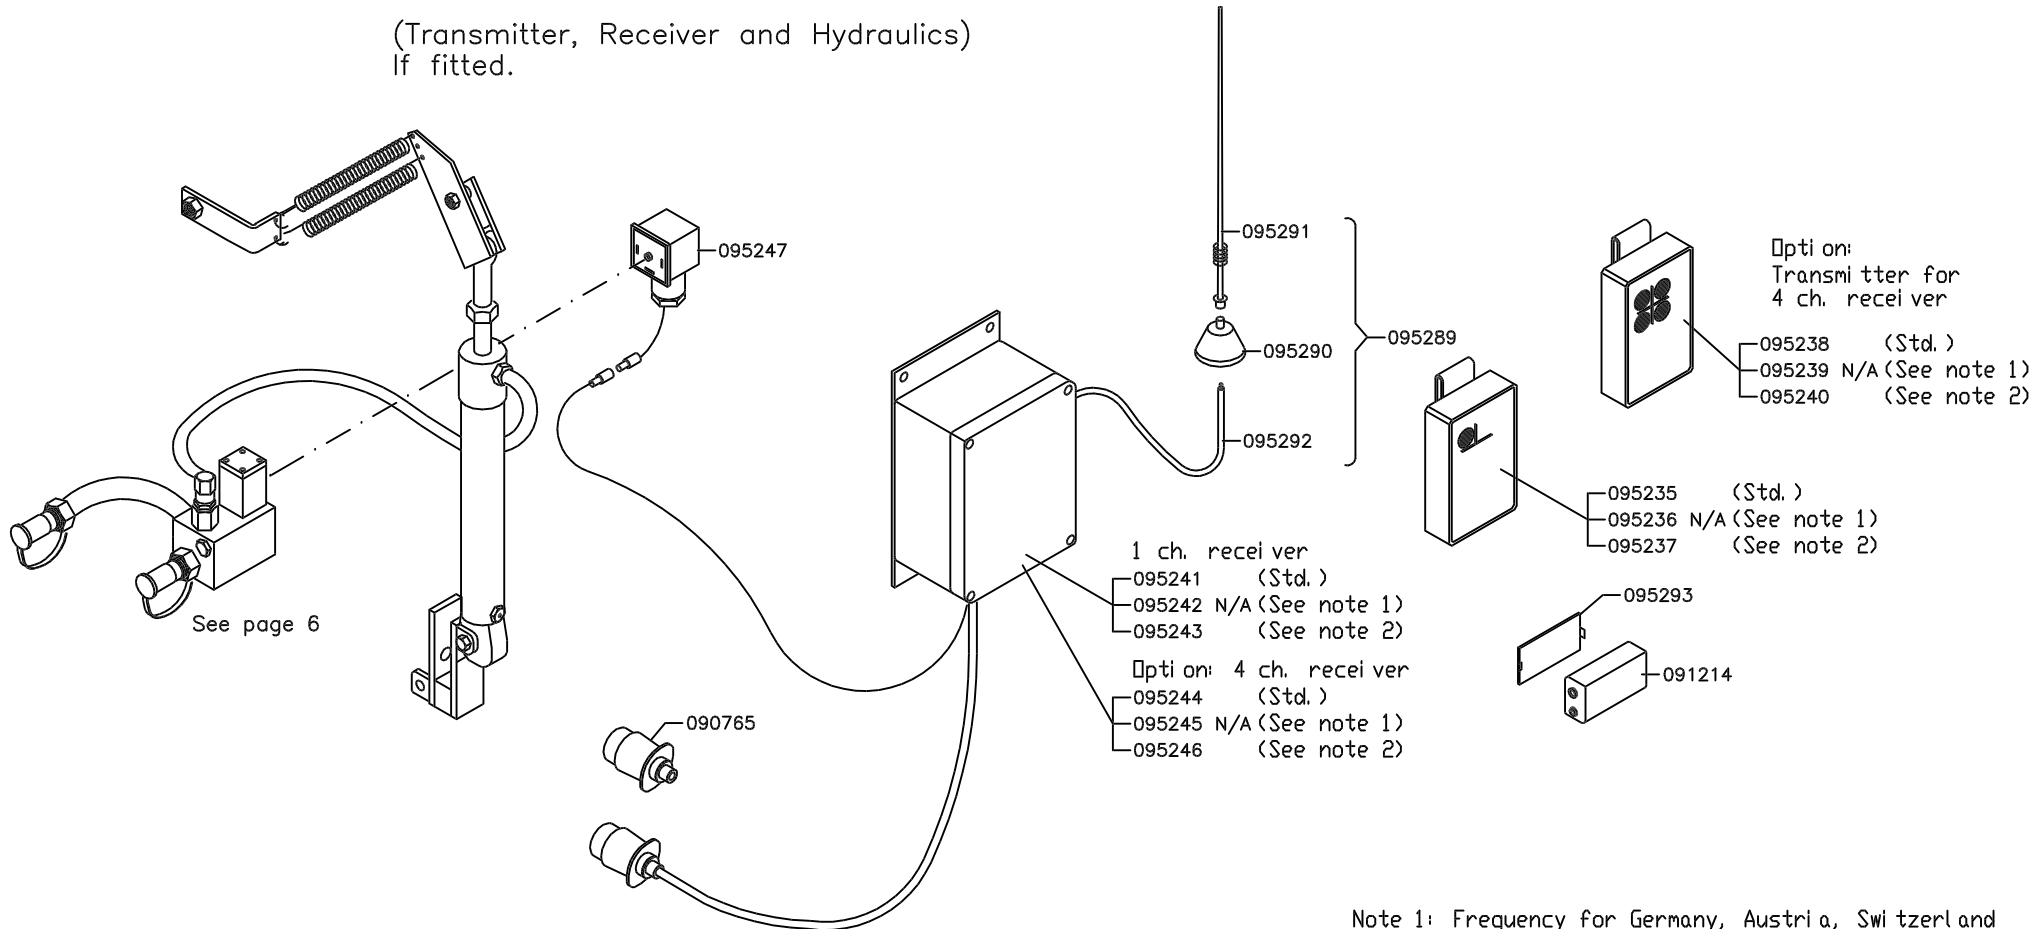 (Transmitter, Receiver and Hydraulics)
If fitted.
095247
095291
095290
095289
095292
Option:
Transmitter for
4 ch. receiver
095238 (Std.)
095239 N/A (See note 1)
095240 (See note 2)
095235 (Std.)
095236 N/A (See note 1)
095237 (See note 2)
1 ch. receiver
095241 (Std.)
095242 N/A (See note 1)
095243 (See note 2)
Option: 4 ch. receiver
095244 (Std.)
095245 N/A (See note 1)
095246 (See note 2)
095293
091214
See page 6
090765
Note 1: Frequency for Germany, Austria, Switzerland